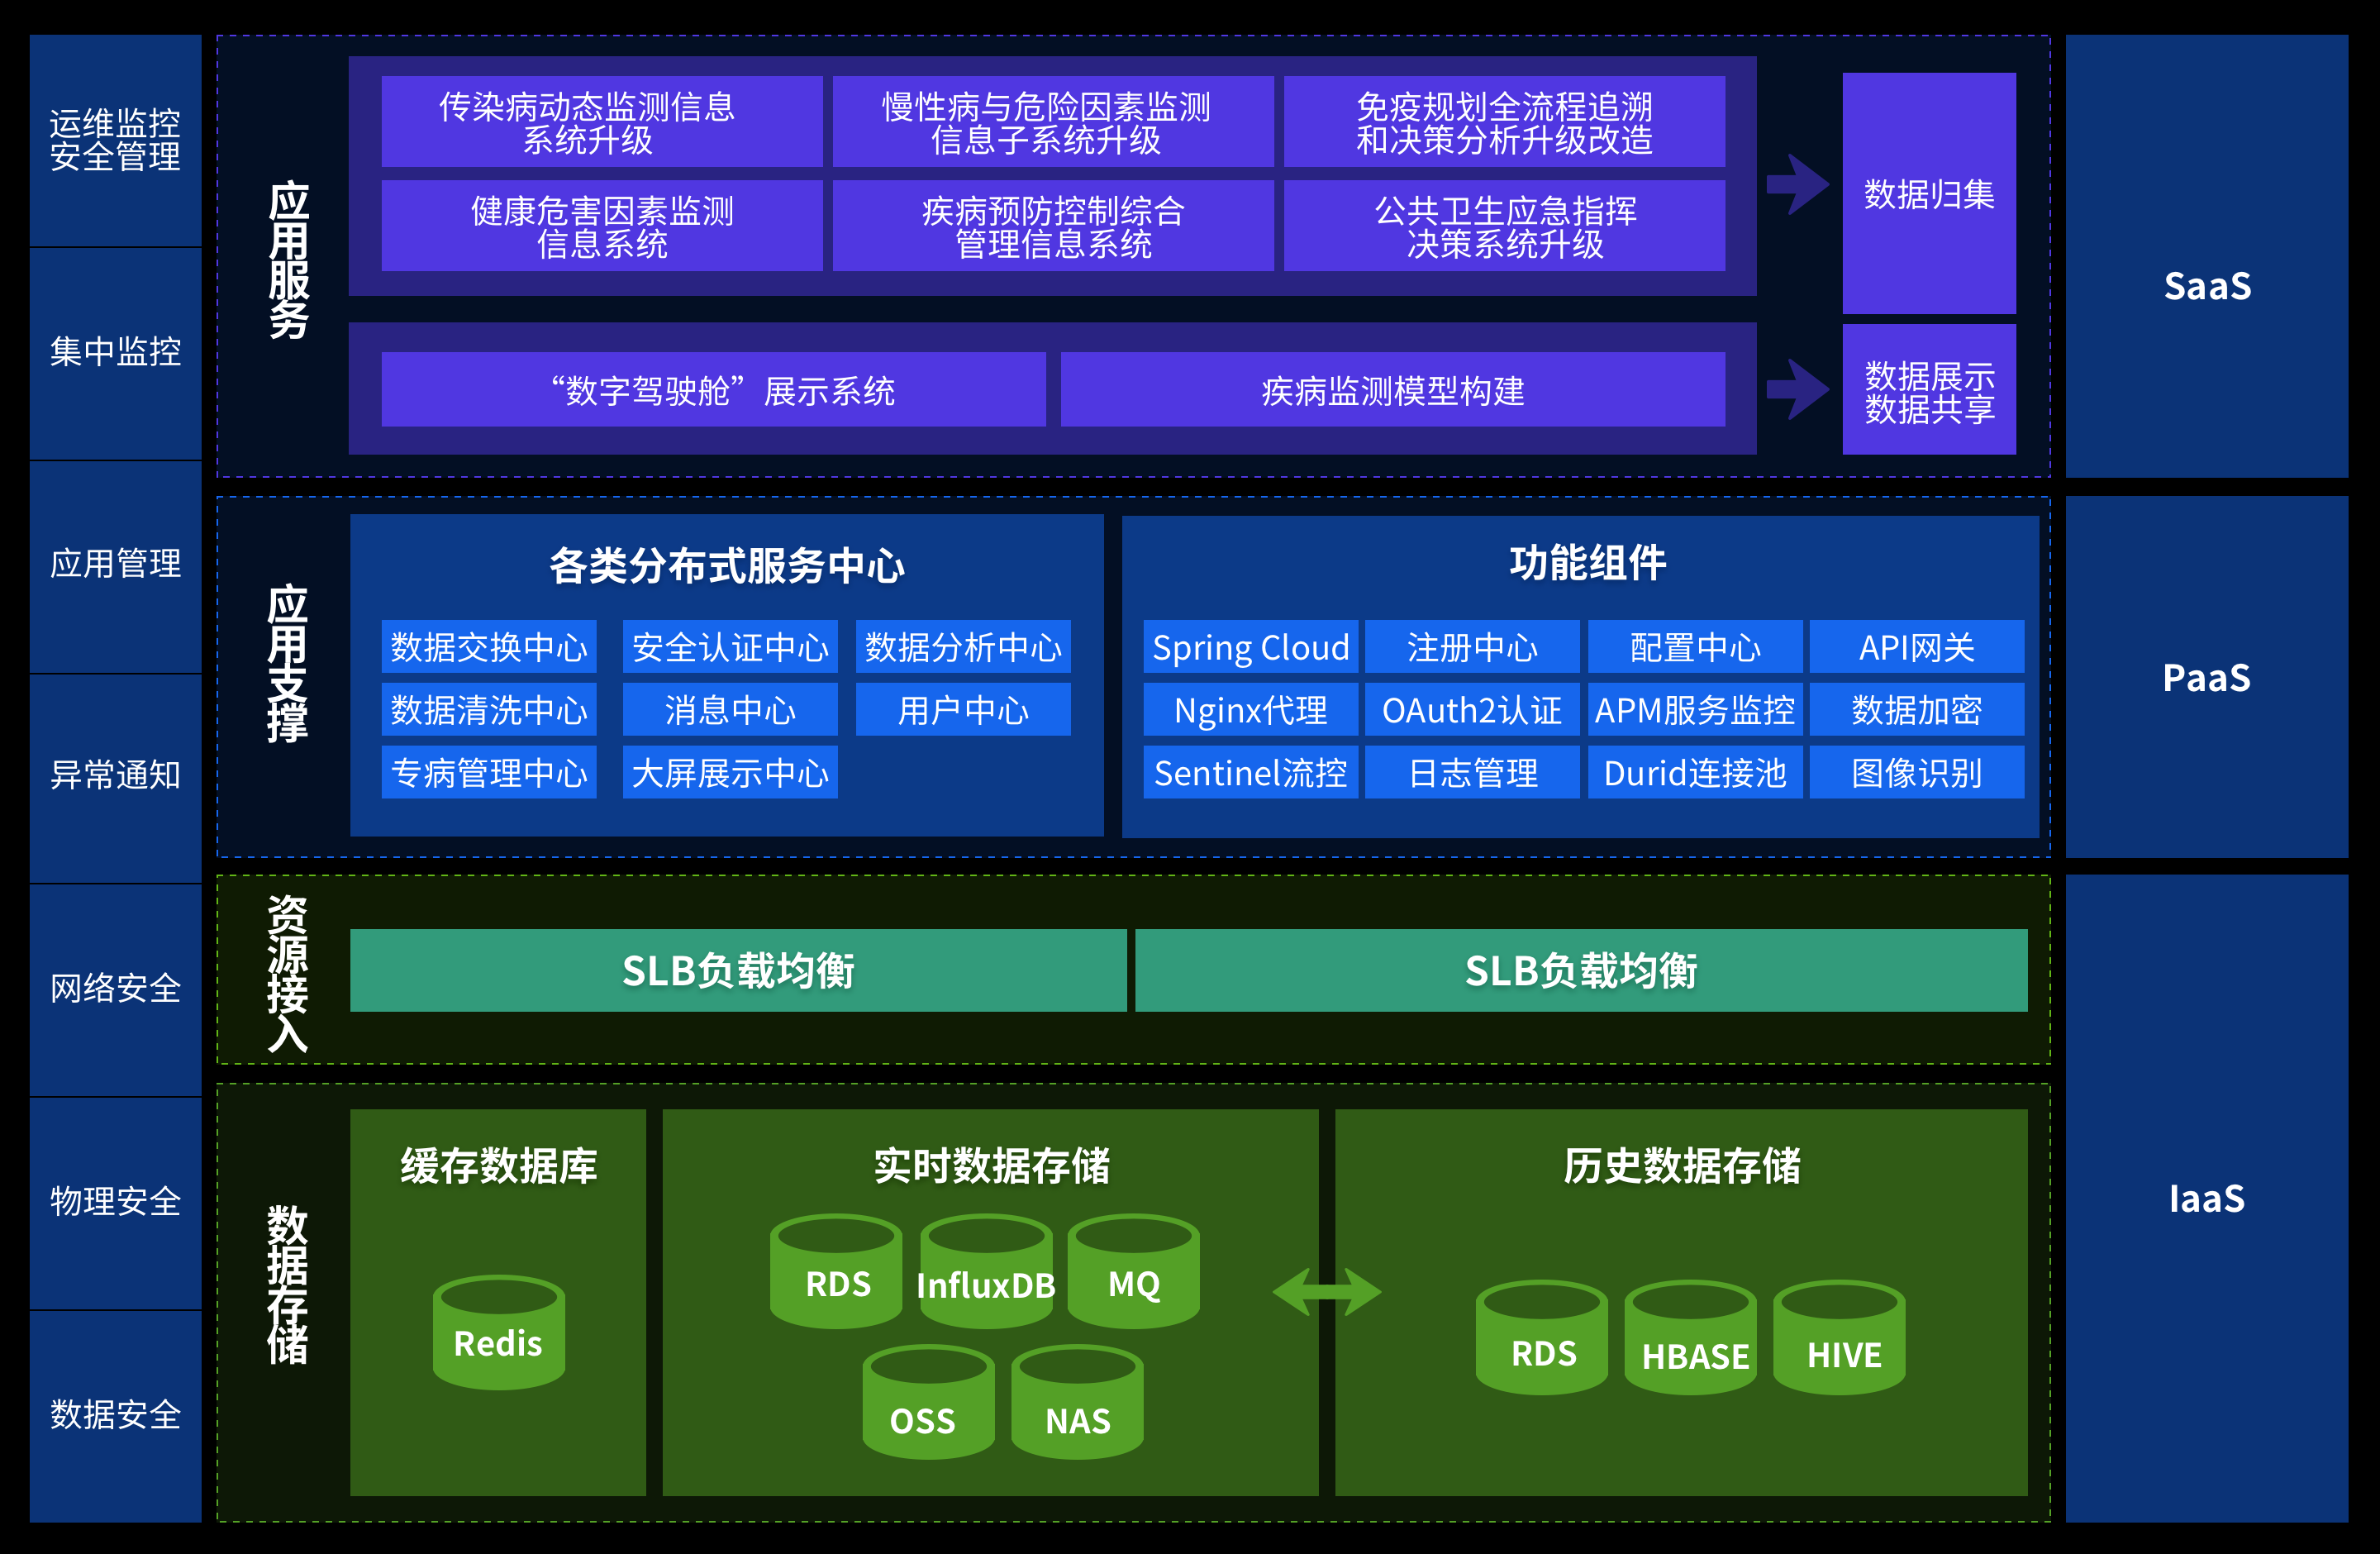 运维监控
安全管理
集中监控
应用管理
异常通知
网络安全
物理安全
数据安全
应用服务
传染病动态监测信息
系统升级
慢性病与危险因素监测
信息子系统升级
免疫规划全流程追溯
和决策分析升级改造
健康危害因素监测
信息系统
疾病预防控制综合
管理信息系统
公共卫生应急指挥
决策系统升级
数据归集
“数字驾驶舱”展示系统
疾病监测模型构建
数据展示
数据共享
SaaS
应用支撑
各类分布式服务中心
数据交换中心
安全认证中心
数据分析中心
数据清洗中心
消息中心
用户中心
专病管理中心
大屏展示中心
功能组件
Spring Cloud
注册中心
配置中心
API网关
Nginx代理
OAuth2认证
APM服务监控
数据加密
Sentinel流控
日志管理
Durid连接池
图像识别
PaaS
资源接入
SLB负载均衡
SLB负载均衡
数据存储
缓存数据库
Redis
实时数据存储
RDS
InfluxDB
MQ
OSS
NAS
历史数据存储
RDS
HBASE
HIVE
IaaS